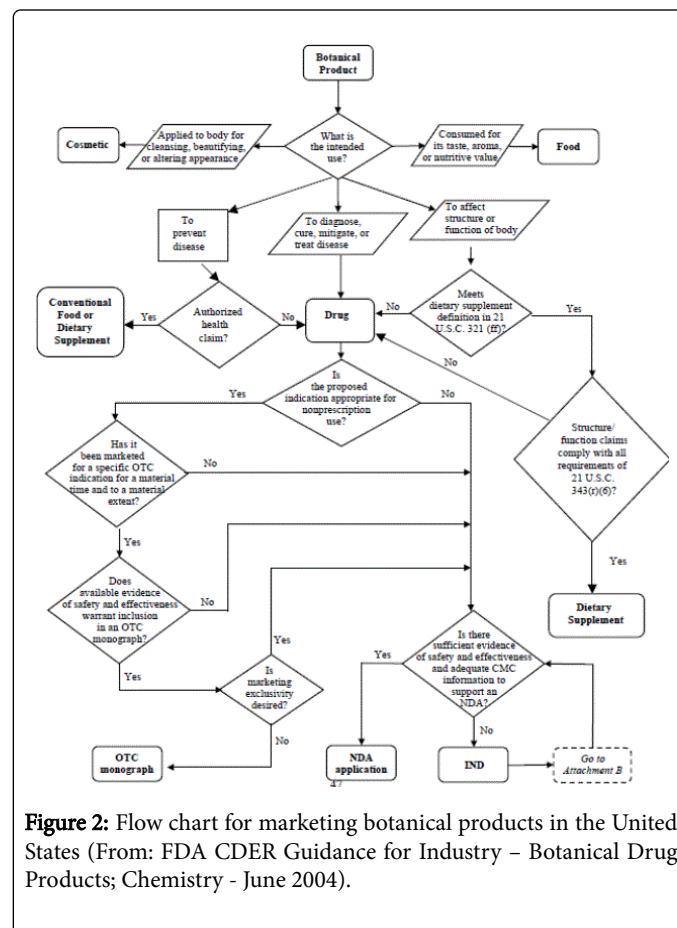 Botanical
Product
What is
the intended
use?
Applied to body for
cleansing, beautifying,
or altering appearance
Cosmetic
Consumed for
its taste, aroma,
or nutritive value
Food
To
prevent
disease
To diagnose,
cure, mitigate, or
treat disease
To affect
structure or
function of body
Conventional
Food or
Dietary
Supplement
Yes
Authorized
health
claim?
No
Drug
No
Meets
dietary supplement
definition in 21
U.S.C. 321 (ff)?
Yes
No
Yes
Is
the proposed
indication appropriate for
nonprescription
use?
No
Structure/
function claims
comply with all
requirements of
21 U.S.C.
343(r)(6)?
Has it
been marketed
for a specific OTC
indication for a material
time and to a material
extent?
No
Yes
Yes
Does
available evidence
of safety and effectiveness
warrant inclusion
in an OTC
monograph?
No
Dietary
Supplement
Yes
Yes
Is
marketing
exclusivity
desired?
Yes
Is there
sufficient evidence
of safety and effectiveness
and adequate CMC
information to
support an
NDA?
No
No
OTC
monograph
NDA
application
IND
Go to
Attachment B
47
Figure 2: Flow chart for marketing botanical products in the United
States (From: FDA CDER Guidance for Industry – Botanical Drug
Products; Chemistry - June 2004).